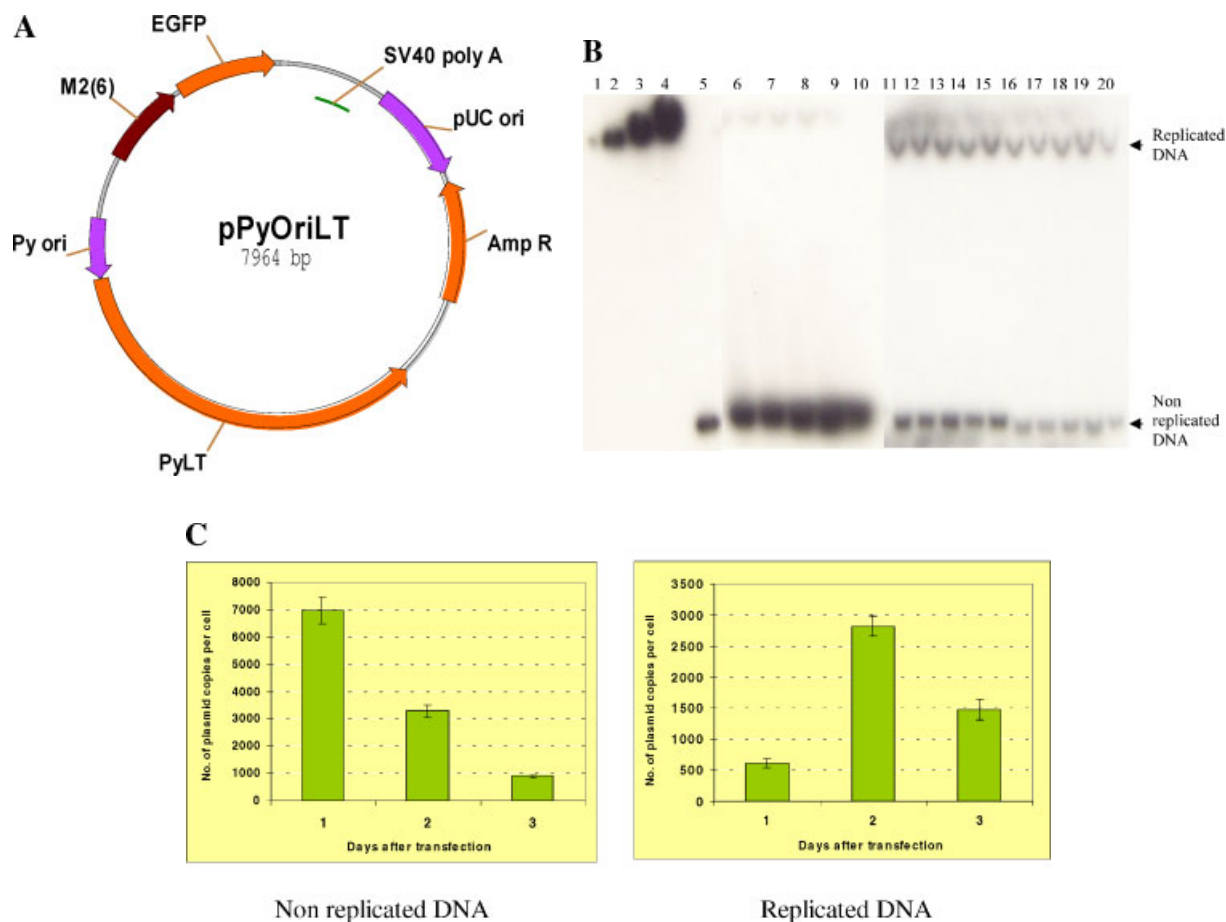 A
EGFP
SV40 poly A
M2(6)
pUC ori
pPyOriLT
7964 bp
Py ori
Amp R
PyLT
B
1 2 3 4 5 6 7 8 9 10 11 12 13 14 15 16 17 18 19 20
Replicated
DNA
Non
replicated
DNA
C
8000
7000
6000
5000
4000
3000
2000
1000
0
No. of plasmid copies per cell
1 2 3
Days after transfection
Non replicated DNA
3500
3000
2500
2000
1500
1000
500
0
No. of plasmid copies per cell
1 2 3
Days after transfection
Replicated DNA